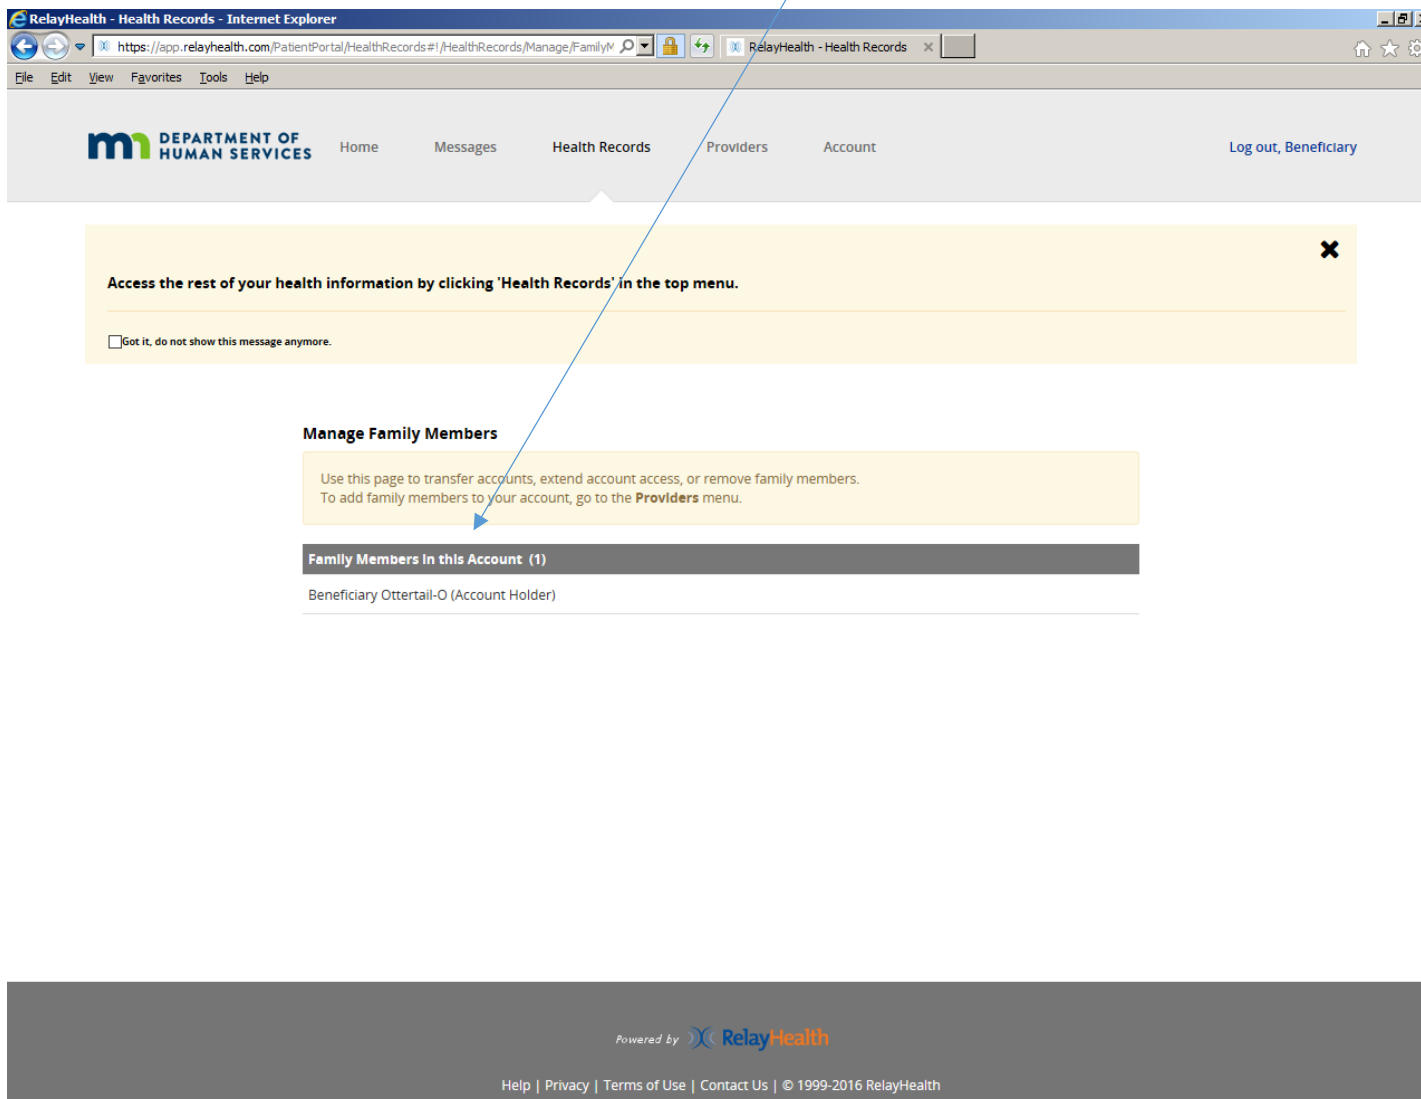 RelayHealth - Health Records - Internet Explorer
https://app.relayhealth.com/PatientPortal/HealthRecords#!/HealthRecords/Manage/FamilyM
RelayHealth - Health Records
File Edit View Favorites Tools Help
mn DEPARTMENT OF
HUMAN SERVICES
Home Messages Health Records Providers Account Log out, Beneficiary
Access the rest of your health information by clicking 'Health Records' in the top menu.
Got it, do not show this message anymore.
Manage Family Members
Use this page to transfer accounts, extend account access, or remove family members.
To add family members to your account, go to the Providers menu.
Family Members in this Account (1)
Beneficiary Ottertail-O (Account Holder)
Powered by RelayHealth
Help | Privacy | Terms of Use | Contact Us | © 1999-2016 RelayHealth